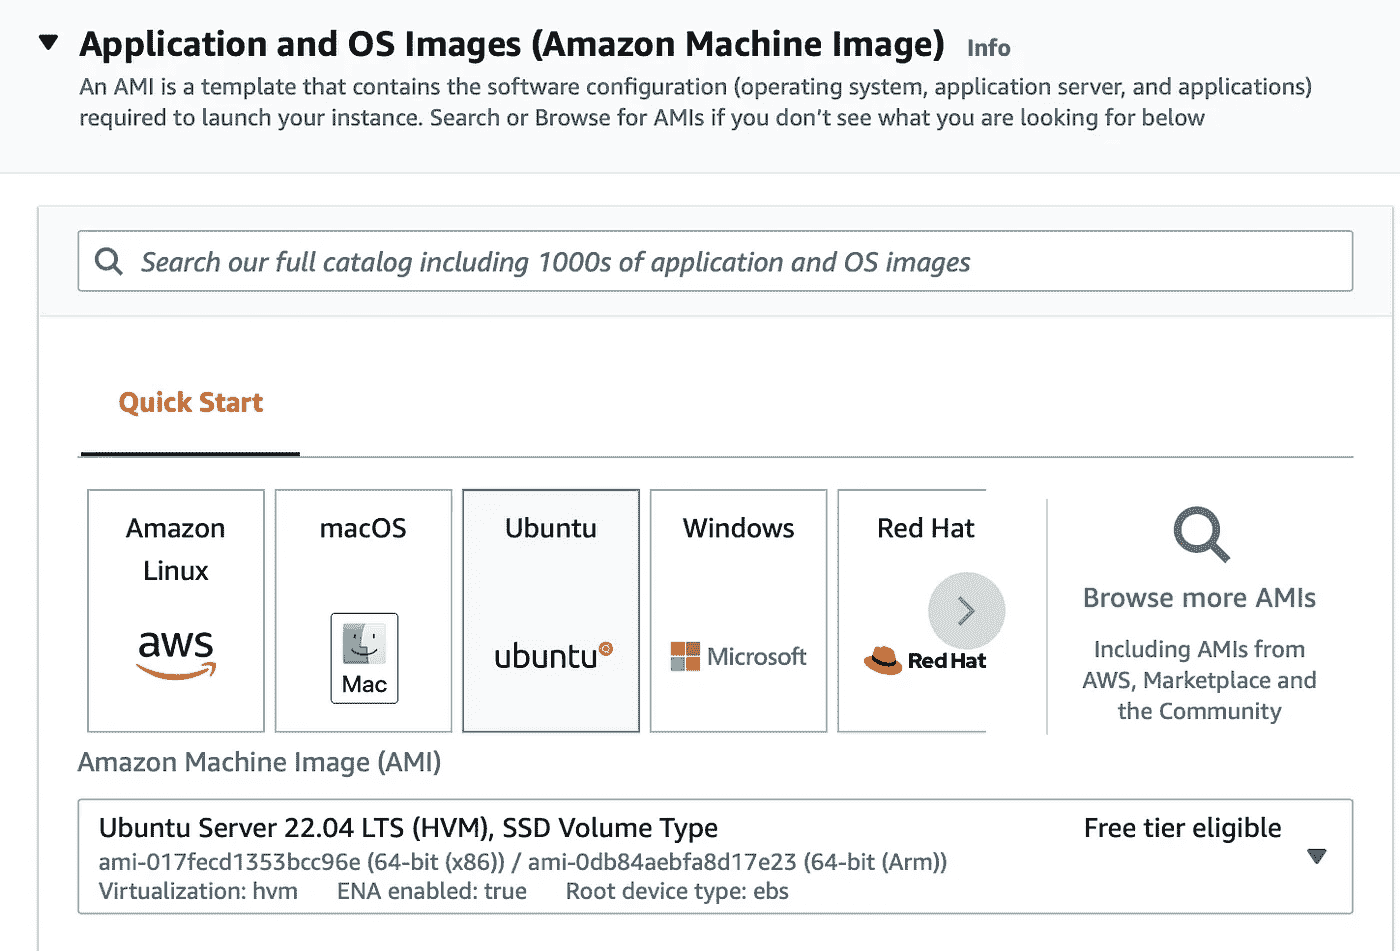 Application and OS Images (Amazon Machine Image) Info
An AMI is a template that contains the software configuration (operating system, application server, and applications)
required to launch your instance. Search or Browse for AMIs if you don't see what you are looking for below
Search our full catalog including 1000s of application and OS images
Quick Start
Amazon
Linux
aws
macOS
Mac
Ubuntu
ubuntu
Windows
Microsoft
Red Hat
Red Hat
Browse more AMIs
Including AMIs from
AWS, Marketplace and
the Community
Amazon Machine Image (AMI)
Ubuntu Server 22.04 LTS (HVM), SSD Volume Type
Free tier eligible
ami-017fecd1353bcc96e (64-bit (x86)) / ami-0db84aebfa8d17e23 (64-bit (Arm))
Virtualization: hvm ENA enabled: true Root device type: ebs